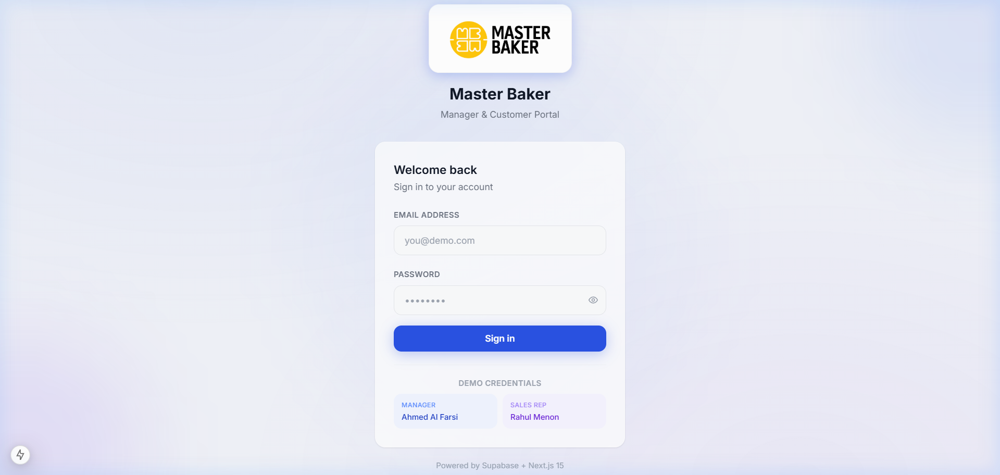 MASTER
BAKER
Master Baker
Manager & Customer Portal
Welcome back
Sign in to your account
EMAIL ADDRESS
you@demo.com
PASSWORD
••••••••
Sign in
DEMO CREDENTIALS
MANAGER
Ahmed Al Farsi
SALES REP
Rahul Menon
Powered by Supabase + Next.js 15